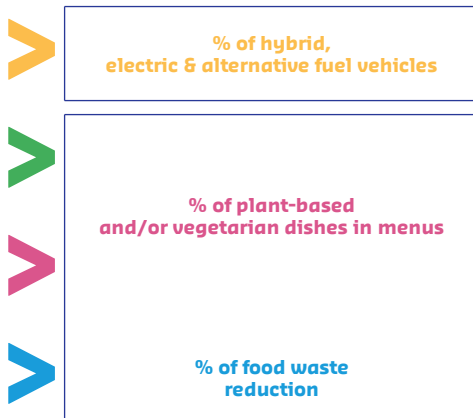 % of hybrid,
electric & alternative fuel vehicles
% of plant-based
and/or vegetarian dishes in menus
% of food waste
reduction